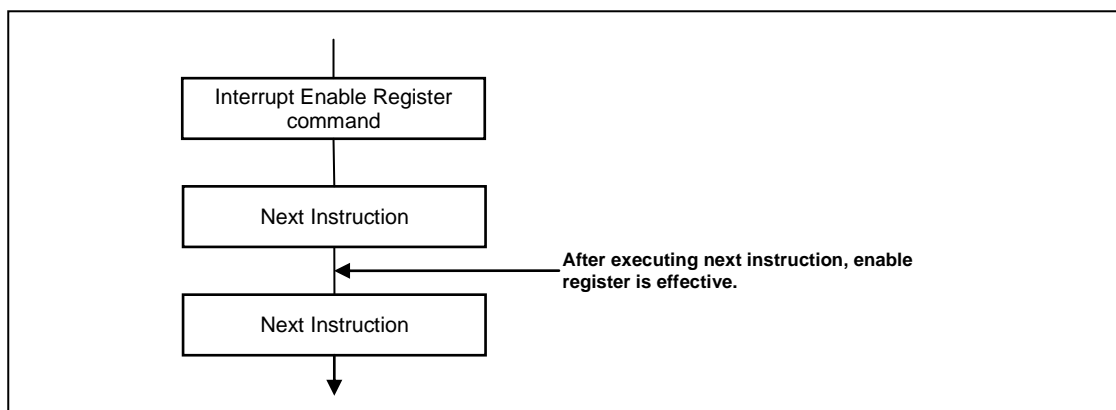 Interrupt Enable Register
command
Next Instruction
After executing next instruction, enable
register is effective.
Next Instruction